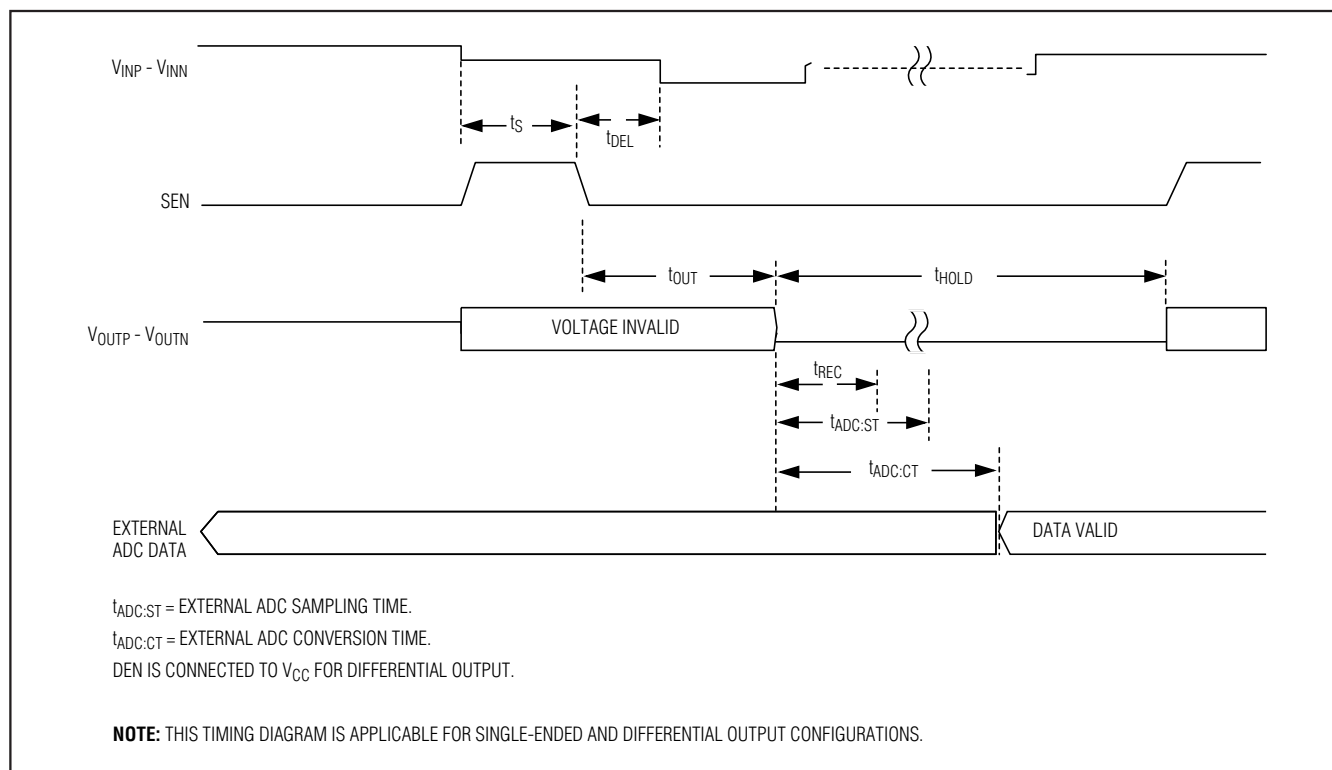 VINP - VINN
tS
tDEL
SEN
tOUT
tHOLD
VOUTP - VOUTN
VOLTAGE INVALID
tREC
tADC:ST
tADC:CT
EXTERNAL
ADC DATA
DATA VALID
tADC:ST = EXTERNAL ADC SAMPLING TIME.
tADC:CT = EXTERNAL ADC CONVERSION TIME.
DEN IS CONNECTED TO VCC FOR DIFFERENTIAL OUTPUT.
NOTE: THIS TIMING DIAGRAM IS APPLICABLE FOR SINGLE-ENDED AND DIFFERENTIAL OUTPUT CONFIGURATIONS.